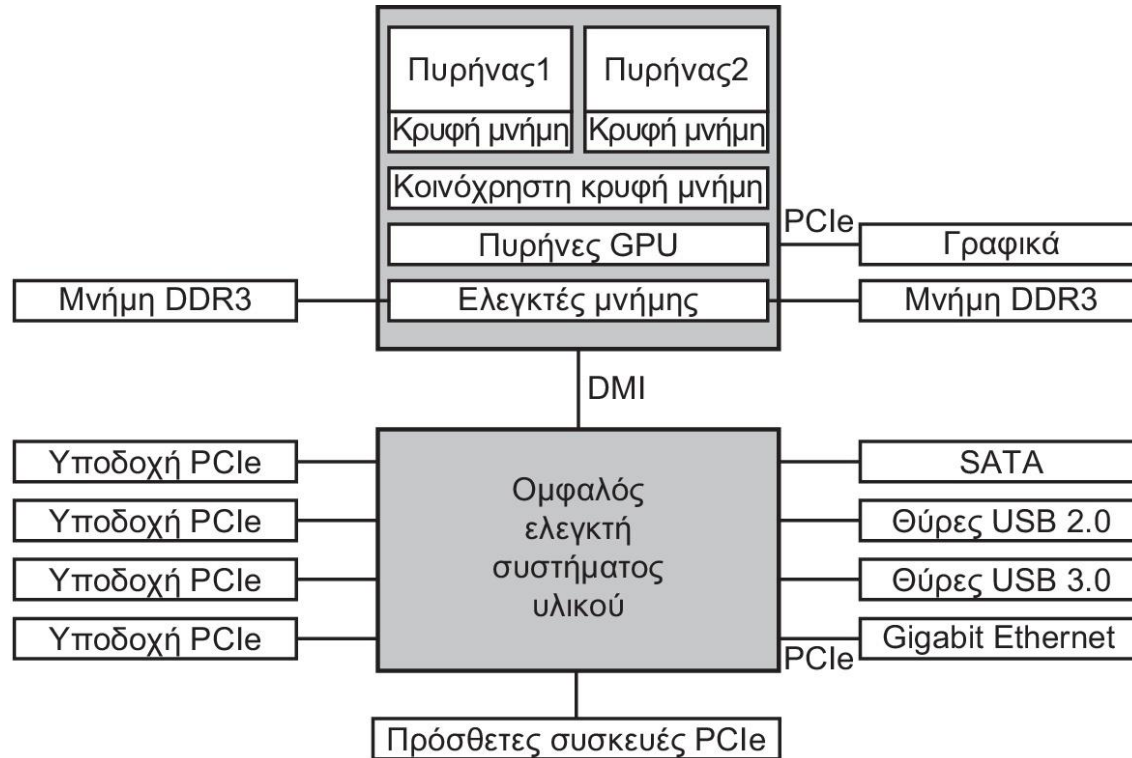 Πυρήνας1
Πυρήνας2
Κρυφή μνήμη
Κρυφή μνήμη
Κοινόχρηστη κρυφή μνήμη
Πυρήνες GPU
PCIe
Γραφικά
Μνήμη DDR3
Ελεγκτές μνήμης
Μνήμη DDR3
DMI
Υποδοχή PCIe
Υποδοχή PCIe
Υποδοχή PCIe
Υποδοχή PCIe
Ομφαλός
ελεγκτή
συστήματος
υλικού
SATA
Θύρες USB 2.0
Θύρες USB 3.0
Gigabit Ethernet
PCIe
Πρόσθετες συσκευές PCIe